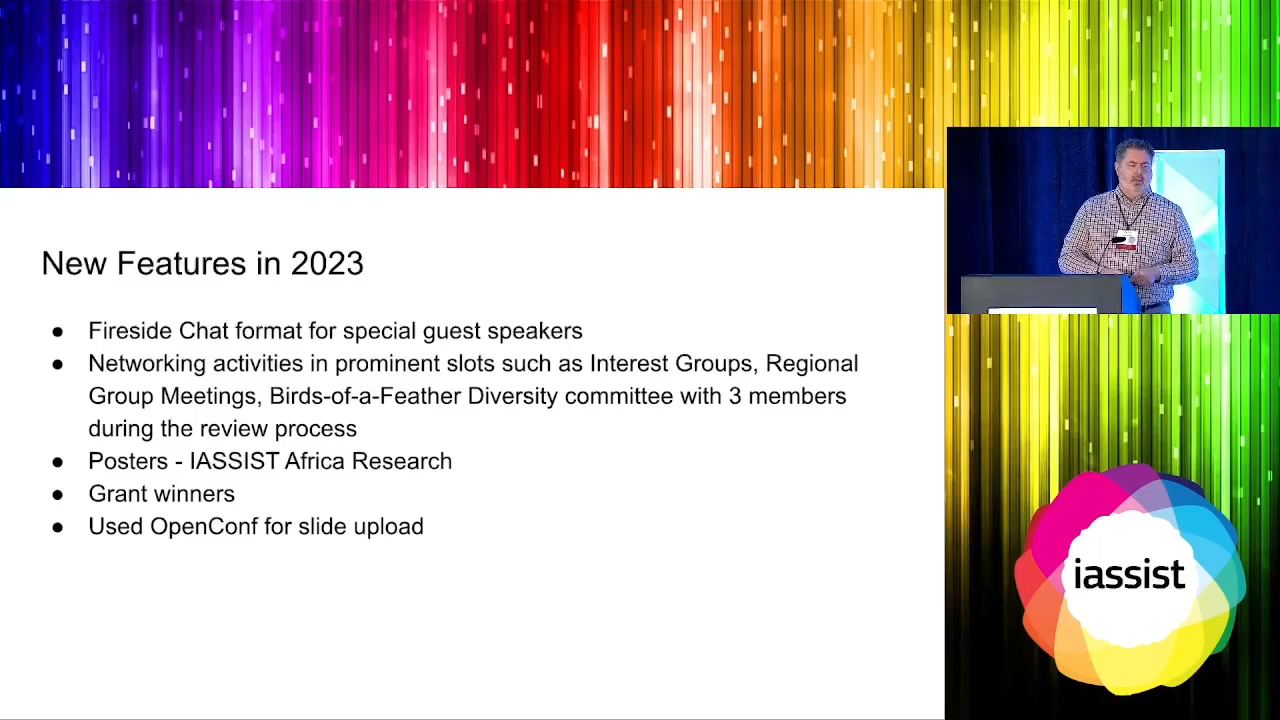 New Features in 2023
● Fireside Chat format for special guest speakers
● Networking activities in prominent slots such as Interest Groups, Regional
Group Meetings, Birds-of-a-Feather Diversity committee with 3 members
during the review process
● Posters - IASSIST Africa Research
● Grant winners
● Used OpenConf for slide upload
iassist